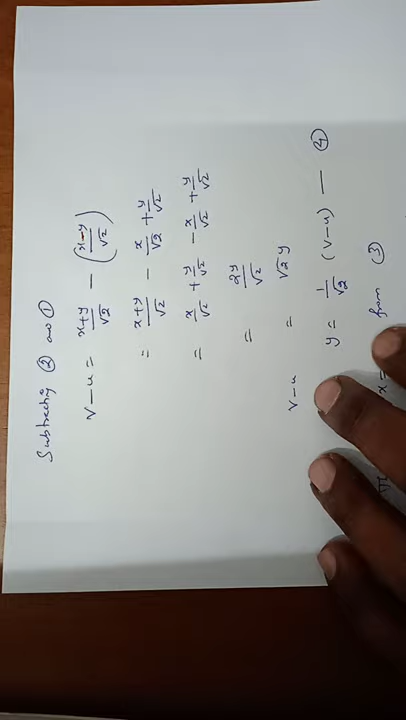 Subtracting ② and ①
v - u = x+y/√2 - (x-y/√2)
= x+y/√2 - x/√2 + y/√2
= x/√2 + y/√2 - x/√2 + y/√2
= 2y/√2
v - u = √2 y
y = 1/√2 (v - u) — ④
x = from ③